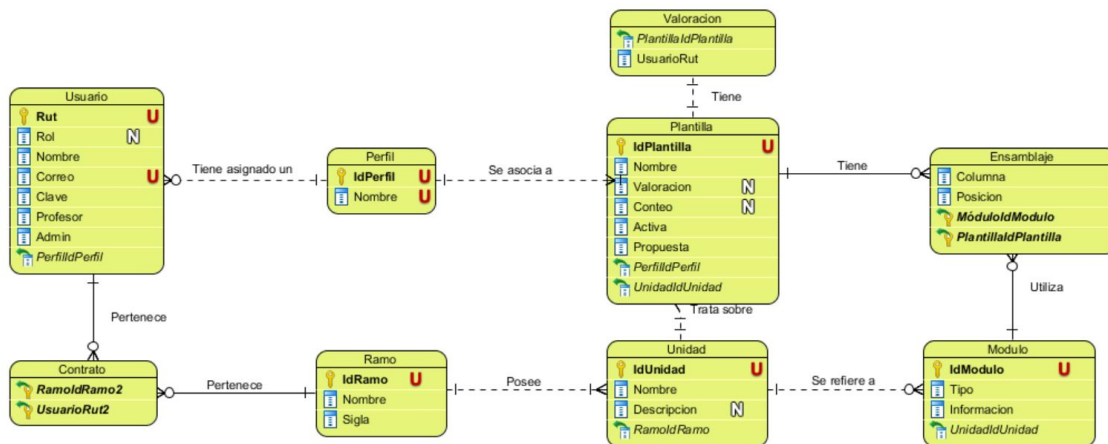 Valoracion
PlantillaIdPlantilla
UsuarioRut
Tiene
Usuario
Rut U
Rol N
Nombre
Correo U
Clave
Profesor
Admin
PerfilIdPerfil
Tiene asignado un
Perfil
IdPerfil U
Nombre U
Se asocia a
Plantilla
IdPlantilla U
Nombre
Valoracion N
Conteo N
Activa
Propuesta
PerfilIdPerfil
UnidadIdUnidad
Tiene
Ensamblaje
Columna
Posicion
MóduloIdModulo
PlantillaIdPlantilla
Pertenece
Trata sobre
Utiliza
Contrato
RamoIdRamo2
UsuarioRut2
Pertenece
Ramo
IdRamo U
Nombre
Sigla
Posee
Unidad
IdUnidad U
Nombre
Descripcion N
RamoIdRamo
Se refiere a
Modulo
IdModulo U
Tipo
Informacion
UnidadIdUnidad